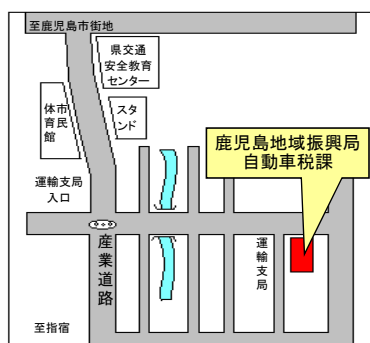 至鹿児島市街地
県交通
安全教育
センター
スタ
ンド
体市
育民
館
鹿児島地域振興局
自動車税課
運輸支局
入口
産業道路
運輸支局
至指宿